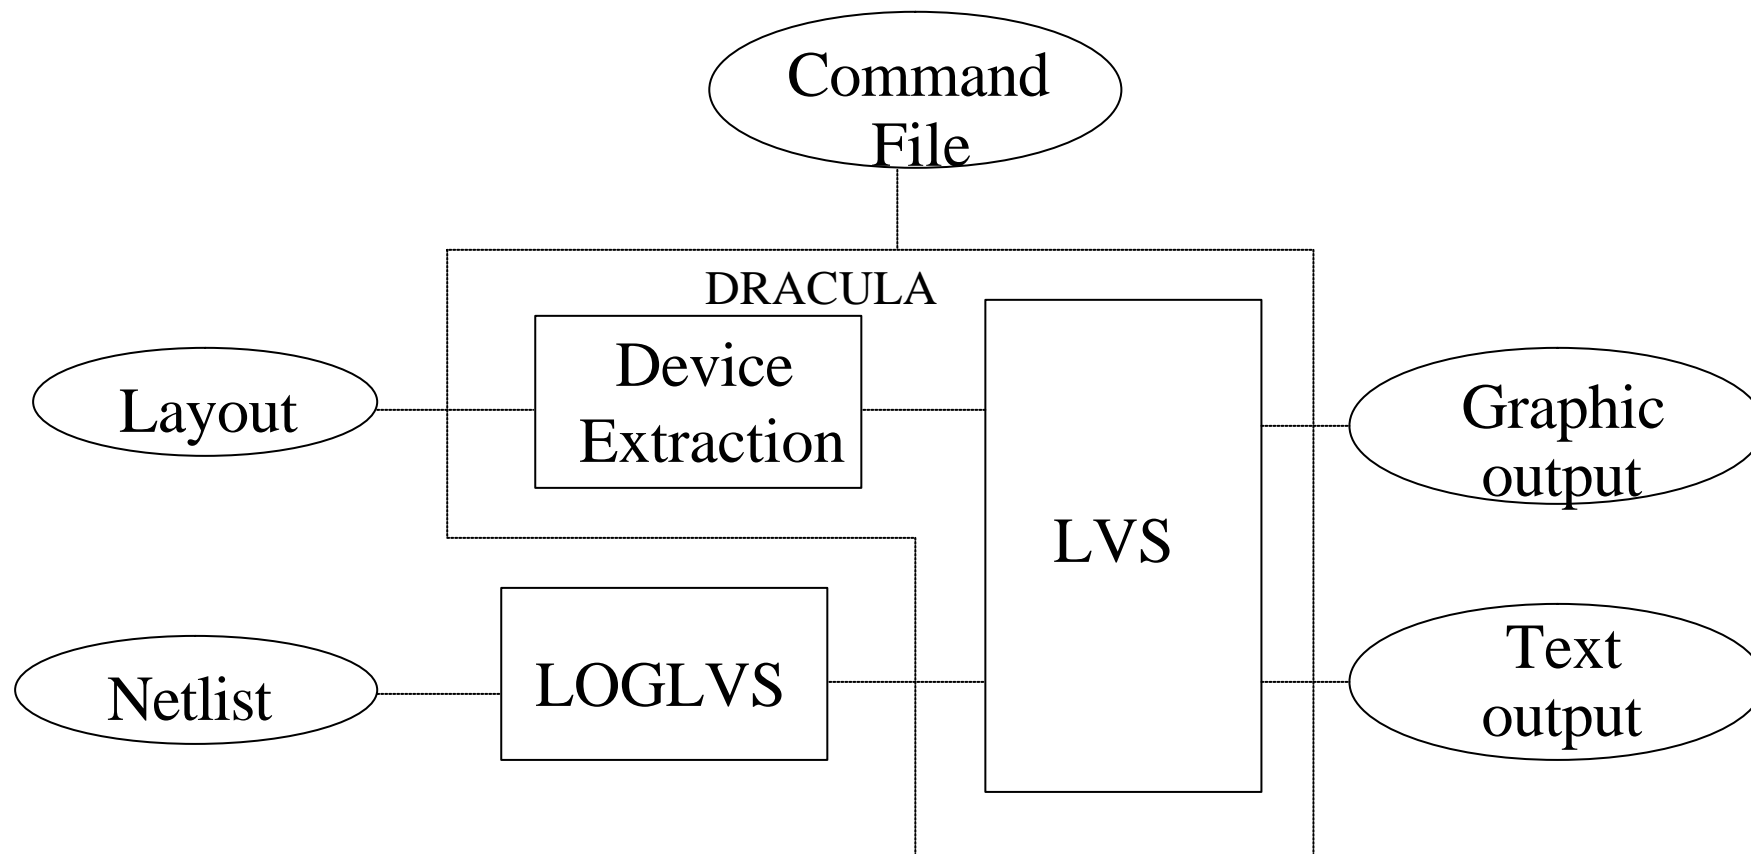 Command
File
DRACULA
Device
Extraction
Layout
Graphic
output
LVS
LOGLVS
Netlist
Text
output